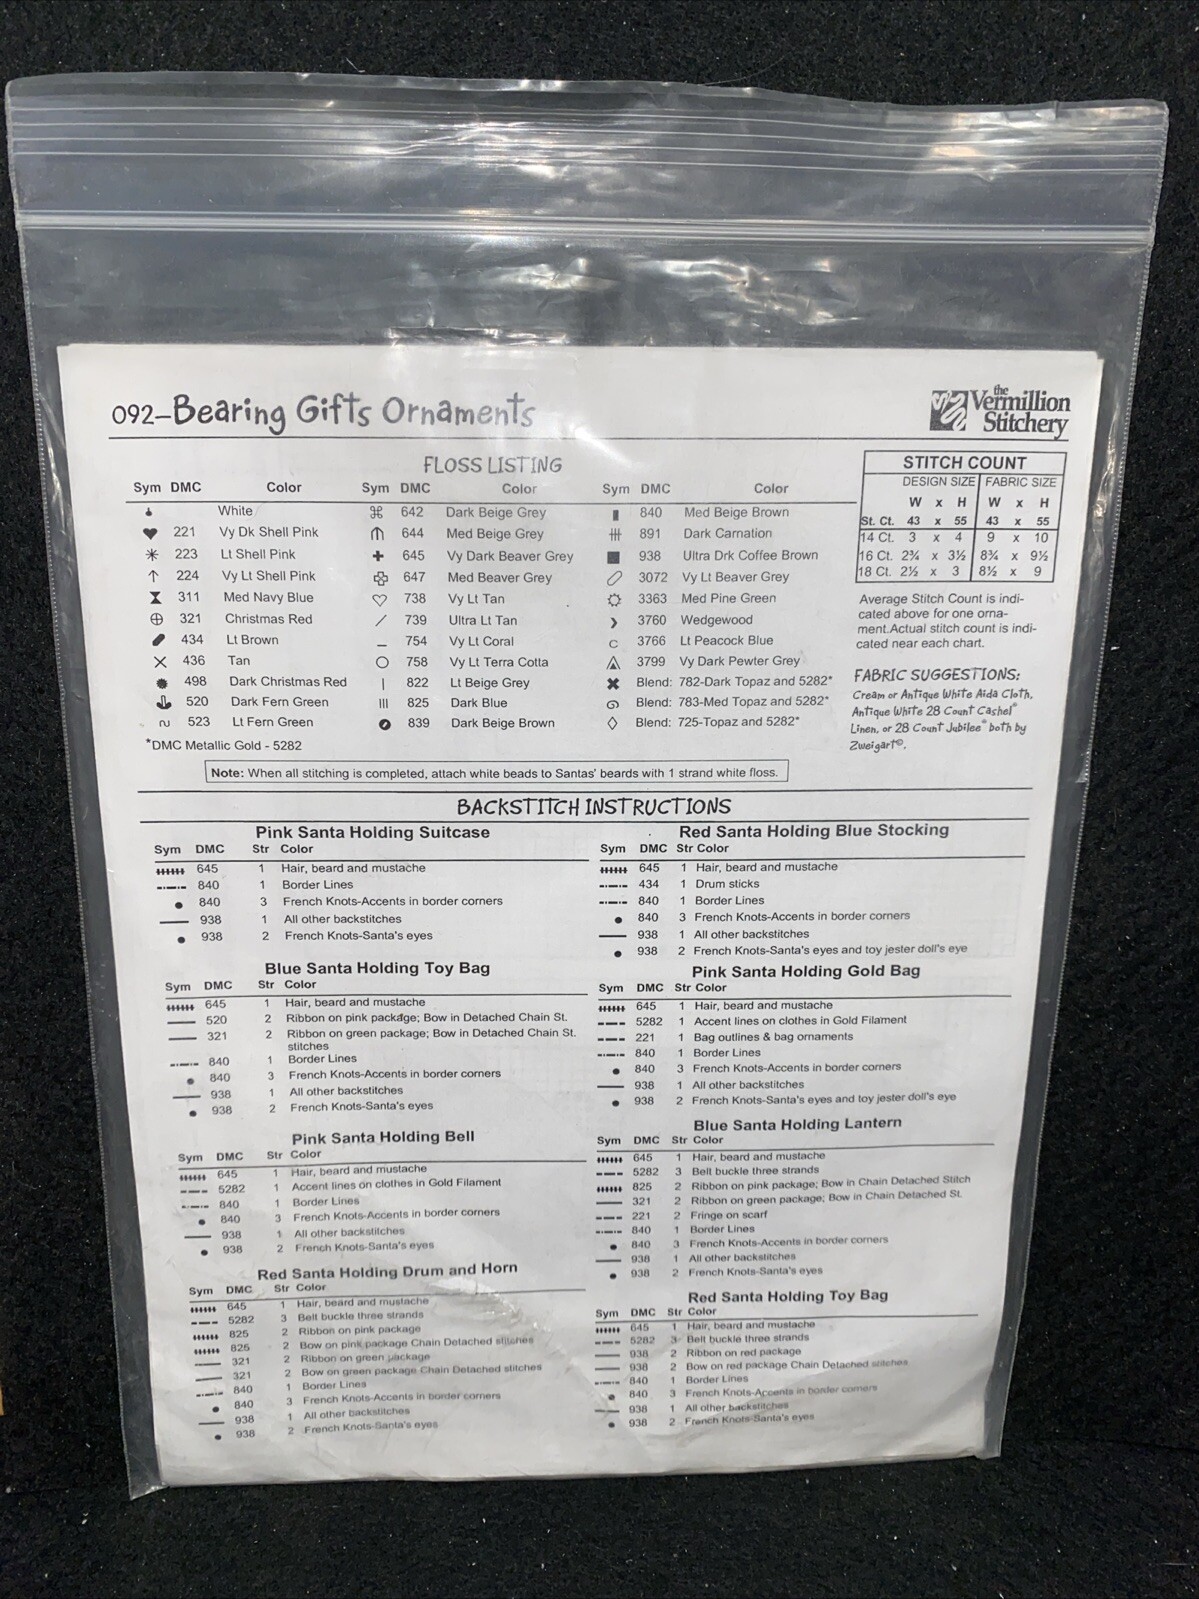 092–Bearing Gifts Ornaments
the
Vermillion
Stitchery
FLOSS LISTING
Sym DMC Color Sym DMC Color Sym DMC Color
White 642 Dark Beige Grey 840 Med Beige Brown
221 Vy Dk Shell Pink 644 Med Beige Grey 891 Dark Carnation
223 Lt Shell Pink 645 Vy Dark Beaver Grey 938 Ultra Drk Coffee Brown
224 Vy Lt Shell Pink 647 Med Beaver Grey 3072 Vy Lt Beaver Grey
311 Med Navy Blue 738 Vy Lt Tan 3363 Med Pine Green
321 Christmas Red 739 Ultra Lt Tan 3760 Wedgewood
434 Lt Brown 754 Vy Lt Coral 3766 Lt Peacock Blue
436 Tan 758 Vy Lt Terra Cotta 3799 Vy Dark Pewter Grey
498 Dark Christmas Red 822 Lt Beige Grey Blend: 782-Dark Topaz and 5282*
520 Dark Fern Green 825 Dark Blue Blend: 783-Med Topaz and 5282*
523 Lt Fern Green 839 Dark Beige Brown Blend: 725-Topaz and 5282*
*DMC Metallic Gold - 5282
STITCH COUNT
DESIGN SIZE FABRIC SIZE
W x H W x H
St. Ct. 43 x 55 43 x 55
14 Ct. 3 x 4 9 x 10
16 Ct. 2¾ x 3½ 8¾ x 9½
18 Ct. 2½ x 3 8½ x 9
Average Stitch Count is indi-
cated above for one orna-
ment.Actual stitch count is indi-
cated near each chart.
FABRIC SUGGESTIONS:
Cream or Antique White Aida Cloth,
Antique White 28 Count Cashel®
Linen, or 28 Count Jubilee® both by
Zweigart©.
Note: When all stitching is completed, attach white beads to Santas' beards with 1 strand white floss.
BACKSTITCH INSTRUCTIONS
Pink Santa Holding Suitcase
Sym DMC Str Color
645 1 Hair, beard and mustache
840 1 Border Lines
840 3 French Knots-Accents in border corners
938 1 All other backstitches
938 2 French Knots-Santa's eyes
Blue Santa Holding Toy Bag
Sym DMC Str Color
645 1 Hair, beard and mustache
520 2 Ribbon on pink package; Bow in Detached Chain St.
321 2 Ribbon on green package; Bow in Detached Chain St.
stitches
840 1 Border Lines
840 3 French Knots-Accents in border corners
938 1 All other backstitches
938 2 French Knots-Santa's eyes
Pink Santa Holding Bell
Sym DMC Str Color
645 1 Hair, beard and mustache
5282 1 Accent lines on clothes in Gold Filament
840 1 Border Lines
840 3 French Knots-Accents in border corners
938 1 All other backstitches
938 2 French Knots-Santa's eyes
Red Santa Holding Drum and Horn
Sym DMC Str Color
645 1 Hair, beard and mustache
5282 3 Belt buckle three strands
825 2 Ribbon on pink package
825 2 Bow on pink package Chain Detached stitches
321 2 Ribbon on green package
321 2 Bow on green package Chain Detached stitches
840 1 Border Lines
840 3 French Knots-Accents in border corners
938 1 All other backstitches
938 2 French Knots-Santa's eyes
Red Santa Holding Blue Stocking
Sym DMC Str Color
645 1 Hair, beard and mustache
434 1 Drum sticks
840 1 Border Lines
840 3 French Knots-Accents in border corners
938 1 All other backstitches
938 2 French Knots-Santa's eyes and toy jester doll's eye
Pink Santa Holding Gold Bag
Sym DMC Str Color
645 1 Hair, beard and mustache
5282 1 Accent lines on clothes in Gold Filament
221 1 Bag outlines & bag ornaments
840 1 Border Lines
840 3 French Knots-Accents in border corners
938 1 All other backstitches
938 2 French Knots-Santa's eyes and toy jester doll's eye
Blue Santa Holding Lantern
Sym DMC Str Color
645 1 Hair, beard and mustache
5282 3 Belt buckle three strands
825 2 Ribbon on pink package; Bow in Chain Detached Stitch
321 2 Ribbon on green package; Bow in Chain Detached St.
221 2 Fringe on scarf
840 1 Border Lines
840 3 French Knots-Accents in border corners
938 1 All other backstitches
938 2 French Knots-Santa's eyes
Red Santa Holding Toy Bag
Sym DMC Str Color
645 1 Hair, beard and mustache
5282 3 Belt buckle three strands
938 2 Ribbon on red package
938 2 Bow on red package Chain Detached stitches
840 1 Border Lines
840 3 French Knots-Accents in border corners
938 1 All other backstitches
938 2 French Knots-Santa's eyes